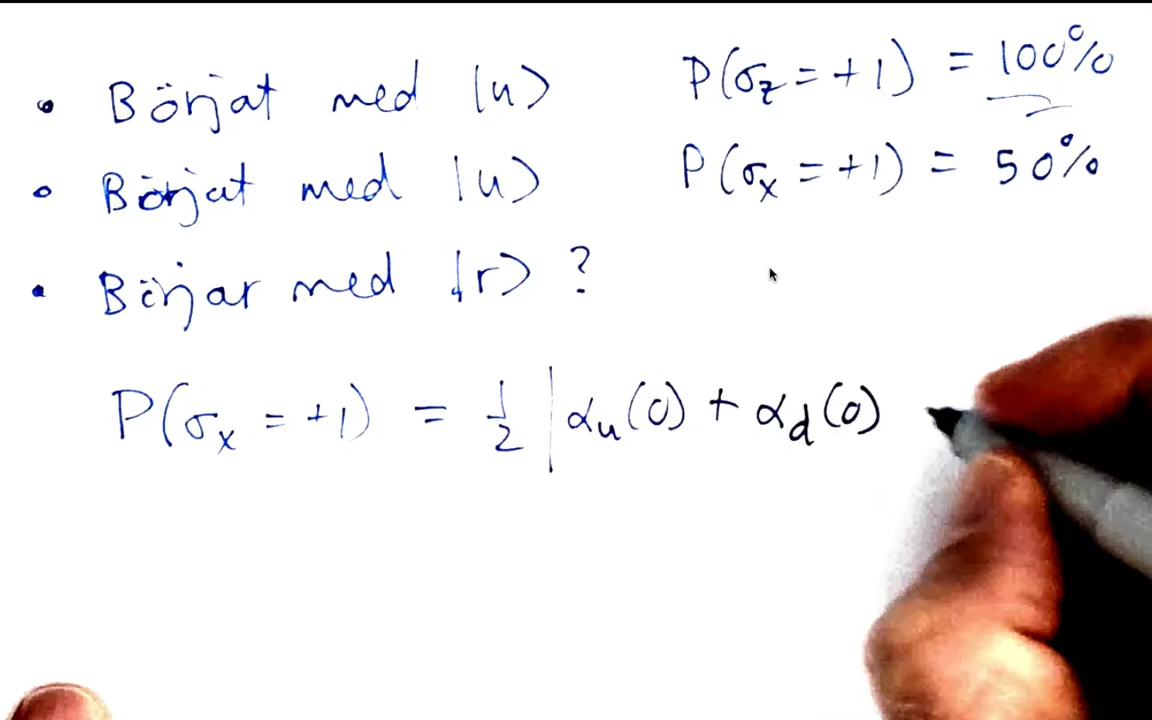 • Börjat med |u⟩ P(σz = +1) = 100%
• Börjat med |u⟩ P(σx = +1) = 50%
• Börjar med |r⟩ ?
P(σx = +1) = 1/2 | αu(0) + αd(0)